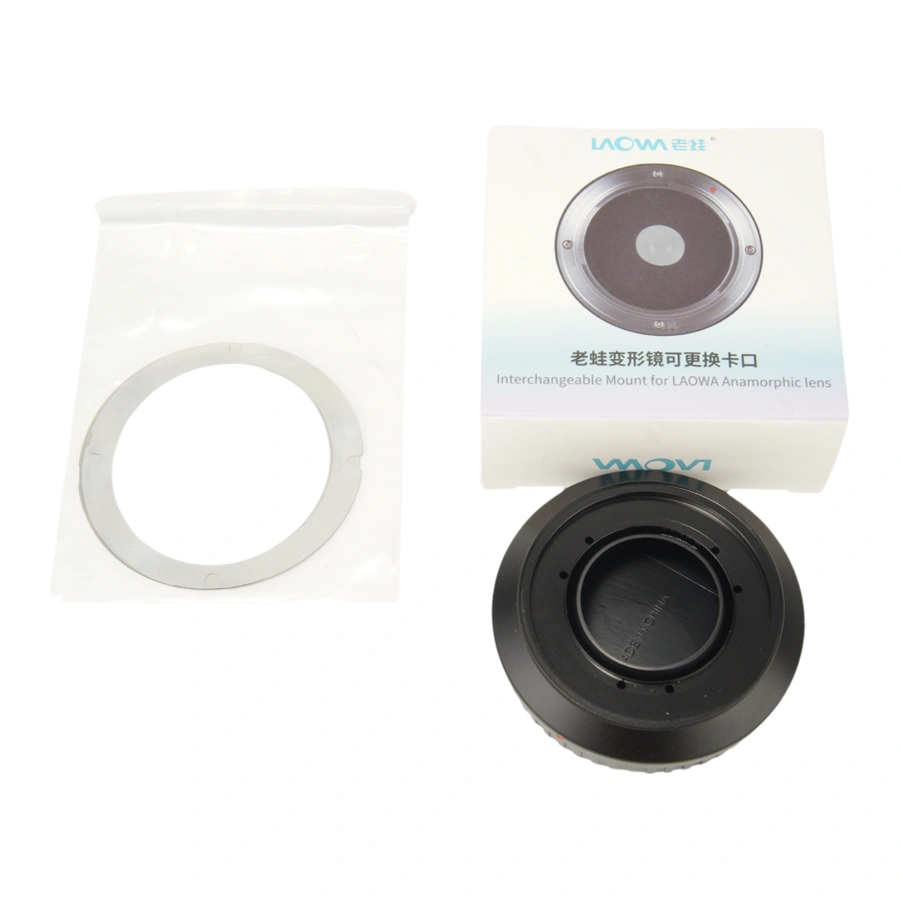 LAOWA 老蛙®
老蛙变形镜可更换卡口
Interchangeable Mount for LAOWA Anamorphic lens
LAOWA
MADE IN CHINA